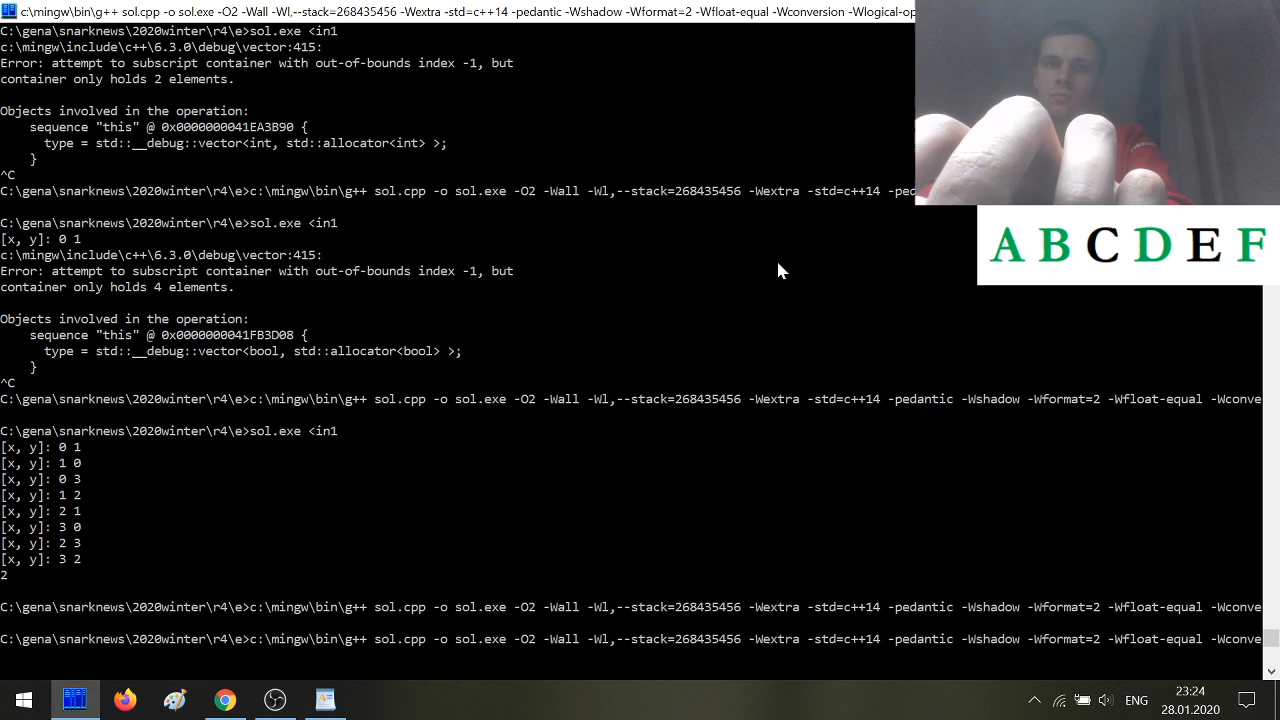 c:\mingw\bin\g++ sol.cpp -o sol.exe -O2 -Wall -Wl,--stack=268435456 -Wextra -std=c++14 -pedantic -Wshadow -Wformat=2 -Wfloat-equal -Wconversion -Wlogical-op
C:\gena\snarknews\2020winter\r4\e>sol.exe <in1
c:\mingw\include\c++\6.3.0\debug\vector:415:
Error: attempt to subscript container with out-of-bounds index -1, but
container only holds 2 elements.
Objects involved in the operation:
sequence "this" @ 0x0000000041EA3B90 {
type = std::__debug::vector<int, std::allocator<int> >;
}
^C
C:\gena\snarknews\2020winter\r4\e>c:\mingw\bin\g++ sol.cpp -o sol.exe -O2 -Wall -Wl,--stack=268435456 -Wextra -std=c++14 -ped
C:\gena\snarknews\2020winter\r4\e>sol.exe <in1
[x, y]: 0 1
c:\mingw\include\c++\6.3.0\debug\vector:415:
Error: attempt to subscript container with out-of-bounds index -1, but
container only holds 4 elements.
Objects involved in the operation:
sequence "this" @ 0x0000000041FB3D08 {
type = std::__debug::vector<bool, std::allocator<bool> >;
}
^C
C:\gena\snarknews\2020winter\r4\e>c:\mingw\bin\g++ sol.cpp -o sol.exe -O2 -Wall -Wl,--stack=268435456 -Wextra -std=c++14 -pedantic -Wshadow -Wformat=2 -Wfloat-equal -Wconve
C:\gena\snarknews\2020winter\r4\e>sol.exe <in1
[x, y]: 0 1
[x, y]: 1 0
[x, y]: 0 3
[x, y]: 1 2
[x, y]: 2 1
[x, y]: 3 0
[x, y]: 2 3
[x, y]: 3 2
2
C:\gena\snarknews\2020winter\r4\e>c:\mingw\bin\g++ sol.cpp -o sol.exe -O2 -Wall -Wl,--stack=268435456 -Wextra -std=c++14 -pedantic -Wshadow -Wformat=2 -Wfloat-equal -Wconve
C:\gena\snarknews\2020winter\r4\e>c:\mingw\bin\g++ sol.cpp -o sol.exe -O2 -Wall -Wl,--stack=268435456 -Wextra -std=c++14 -pedantic -Wshadow -Wformat=2 -Wfloat-equal -Wconve
A B C D E F
ENG
23:24
28.01.2020